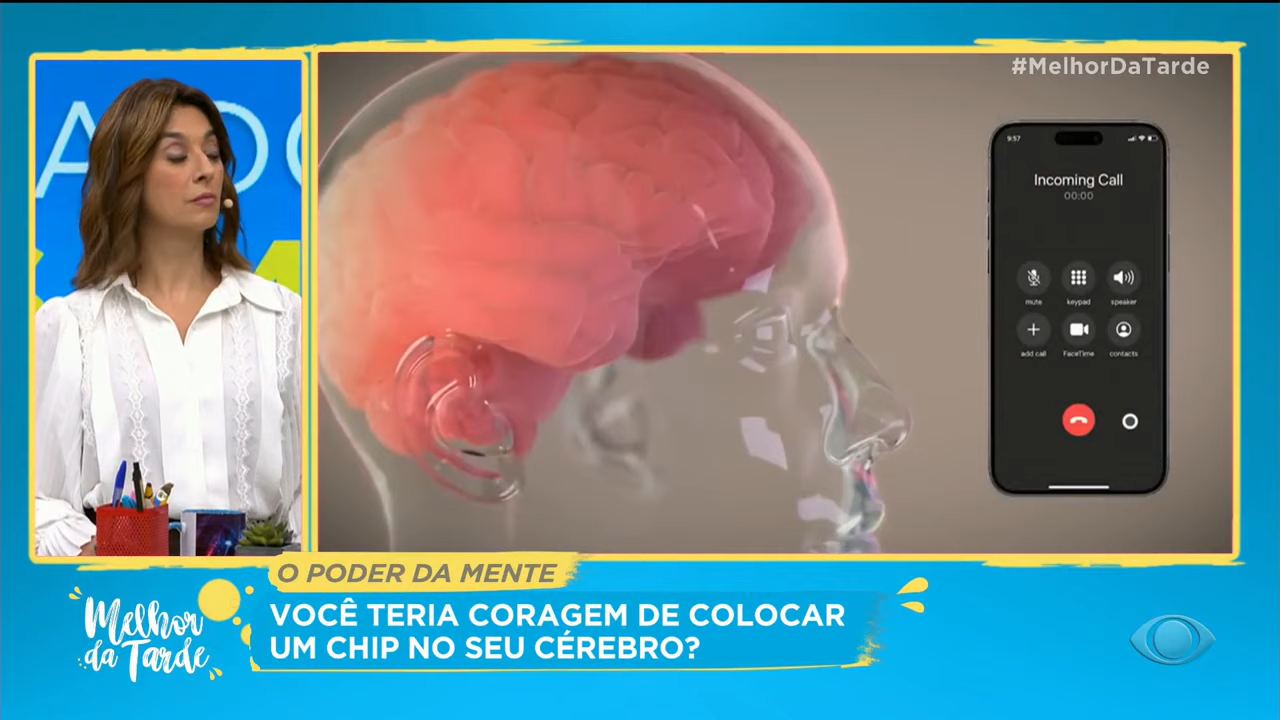 #MelhorDaTarde
9:57
Incoming Call
00:00
mute
keypad
speaker
add call
FaceTime
contacts
O PODER DA MENTE
VOCÊ TERIA CORAGEM DE COLOCAR
UM CHIP NO SEU CÉREBRO?
Melhor
da Tarde